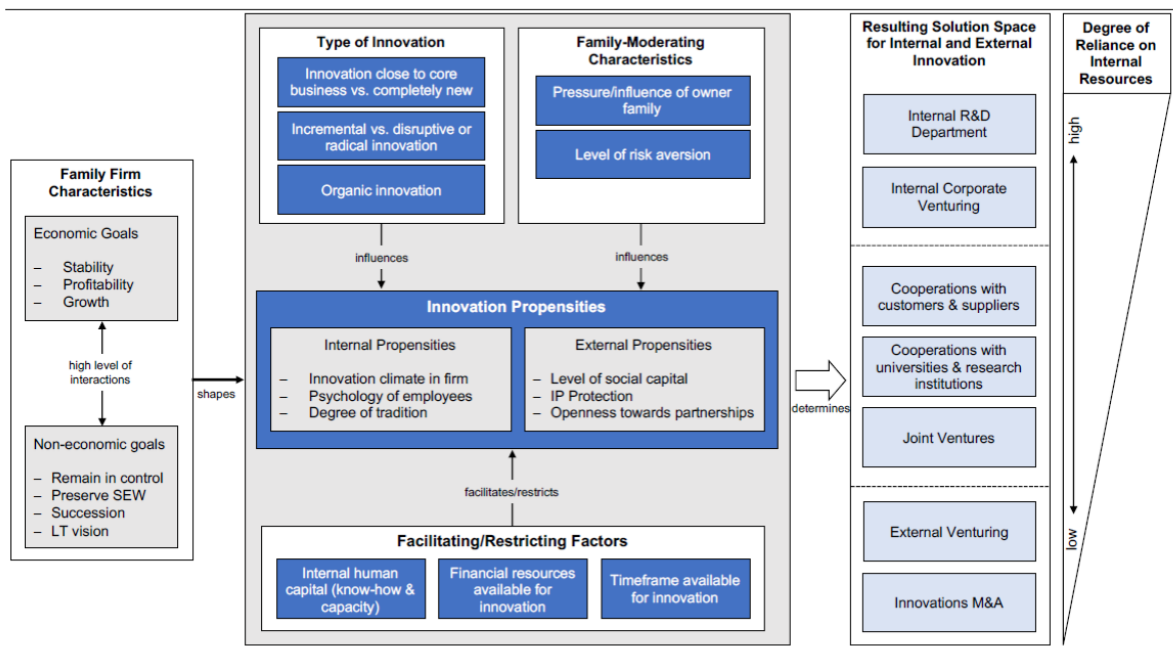 Family Firm
Characteristics
Economic Goals
– Stability
– Profitability
– Growth
high level of
interactions
Non-economic goals
– Remain in control
– Preserve SEW
– Succession
– LT vision
shapes
Type of Innovation
Innovation close to core
business vs. completely new
Incremental vs. disruptive or
radical innovation
Organic innovation
influences
Family-Moderating
Characteristics
Pressure/influence of owner
family
Level of risk aversion
influences
Innovation Propensities
Internal Propensities
– Innovation climate in firm
– Psychology of employees
– Degree of tradition
External Propensities
– Level of social capital
– IP Protection
– Openness towards partnerships
facilitates/restricts
Facilitating/Restricting Factors
Internal human
capital (know-how &
capacity)
Financial resources
available for
innovation
Timeframe available
for innovation
determines
Resulting Solution Space
for Internal and External
Innovation
Internal R&D
Department
Internal Corporate
Venturing
Cooperations with
customers & suppliers
Cooperations with
universities & research
institutions
Joint Ventures
External Venturing
Innovations M&A
Degree of
Reliance on
Internal
Resources
high
low